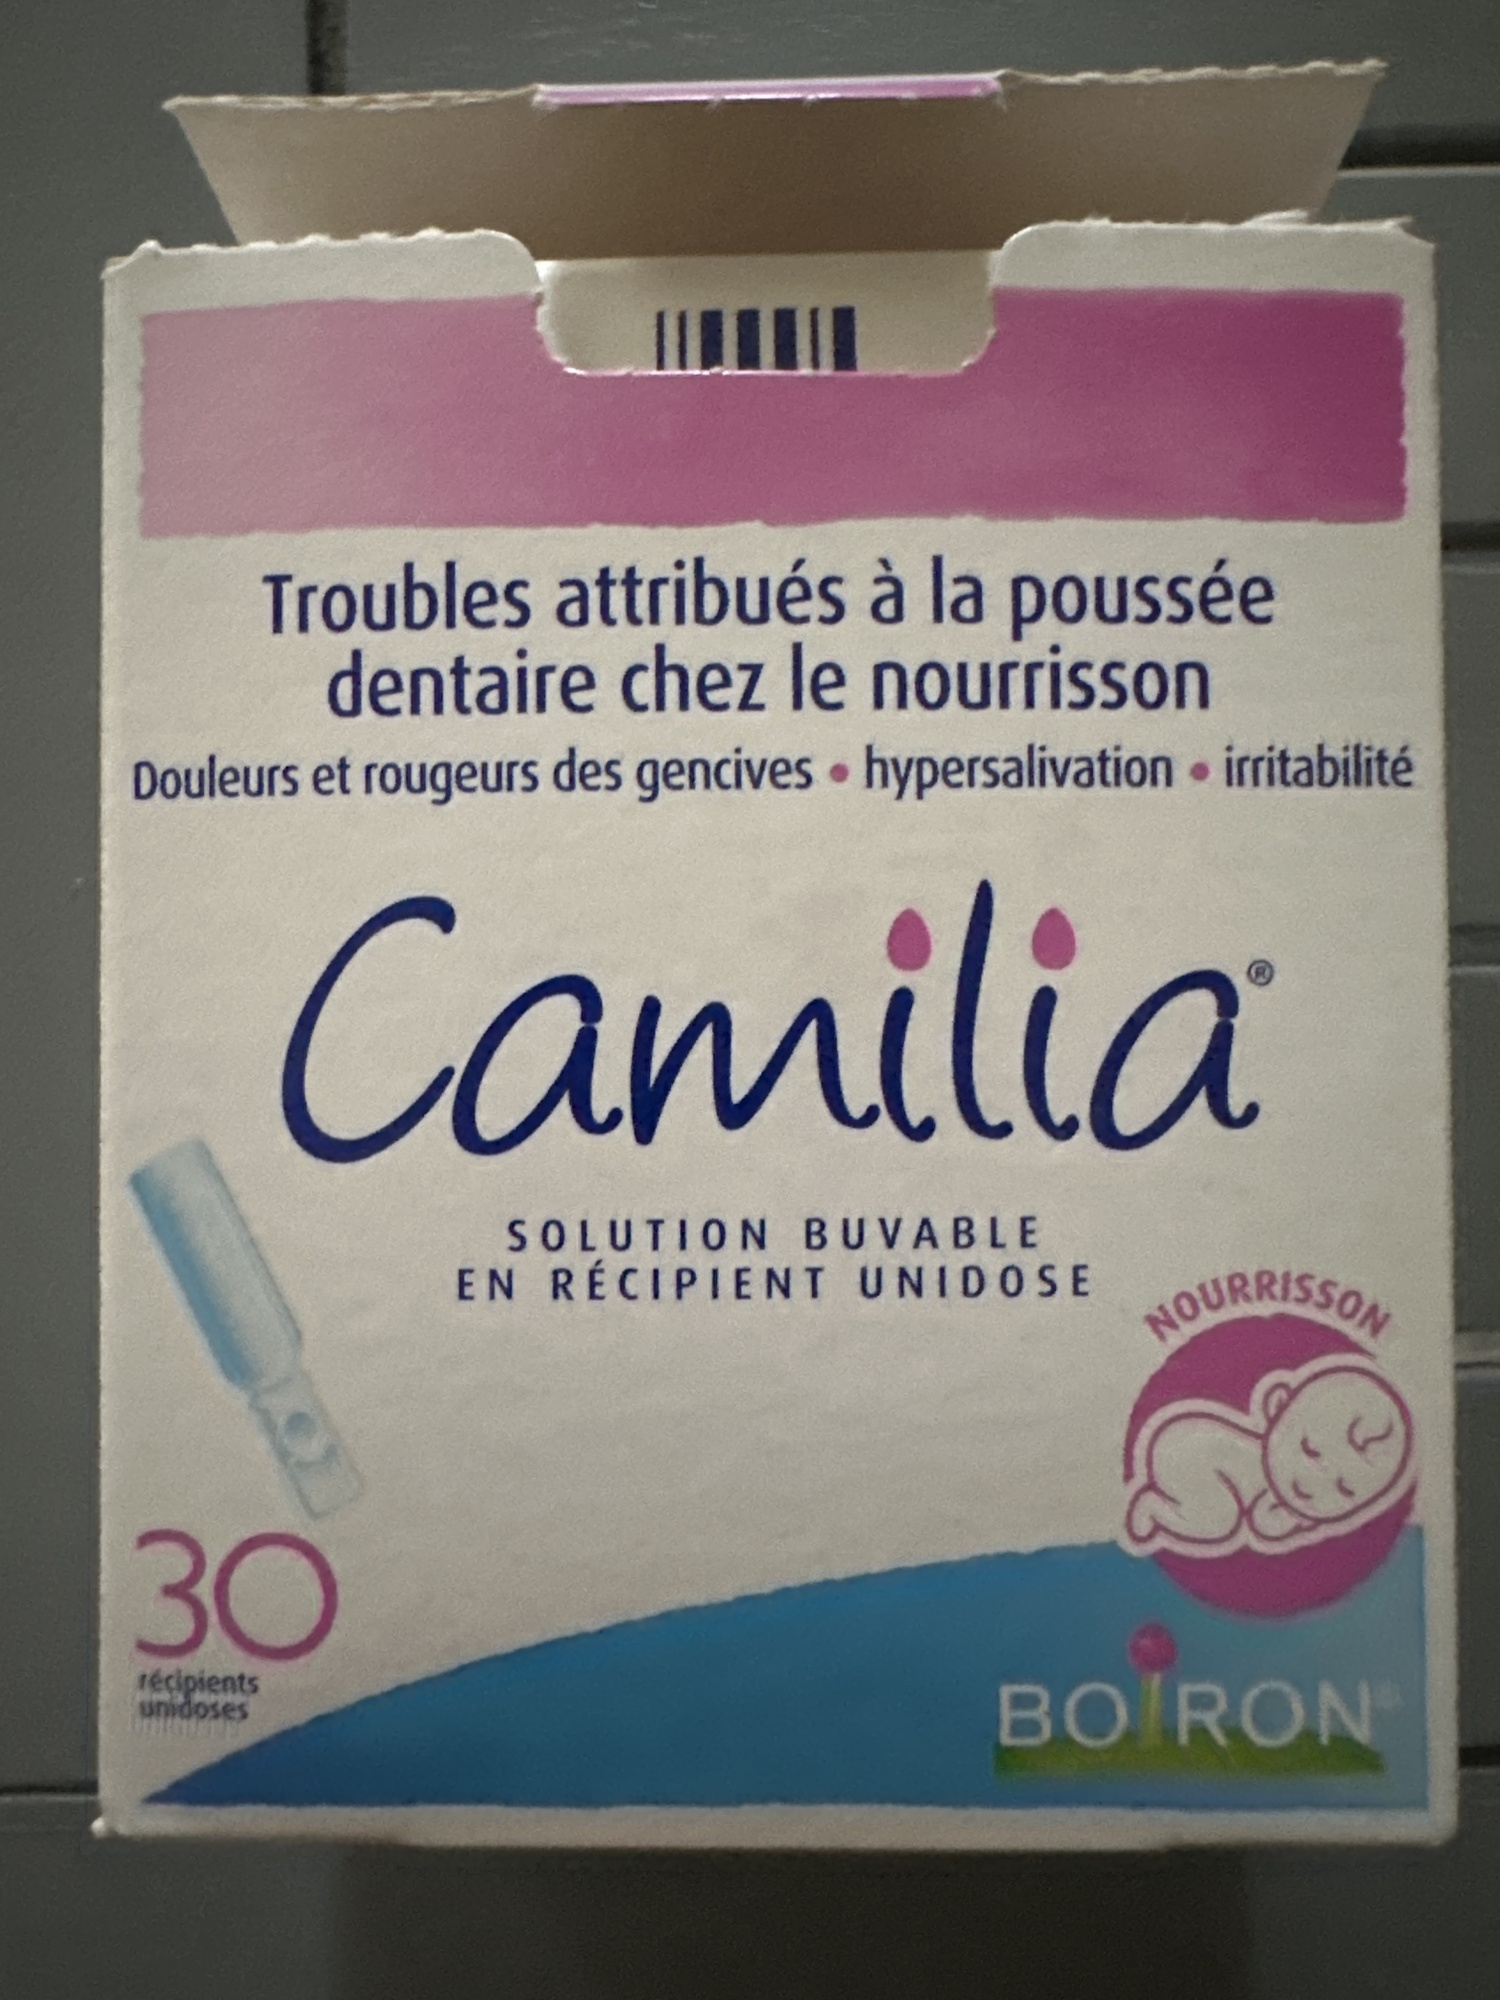 Troubles attribués à la poussée
dentaire chez le nourrisson
Douleurs et rougeurs des gencives • hypersalivation • irritabilité
Camilia®
SOLUTION BUVABLE
EN RÉCIPIENT UNIDOSE
NOURRISSON
30
récipients
unidoses
BOIRON®